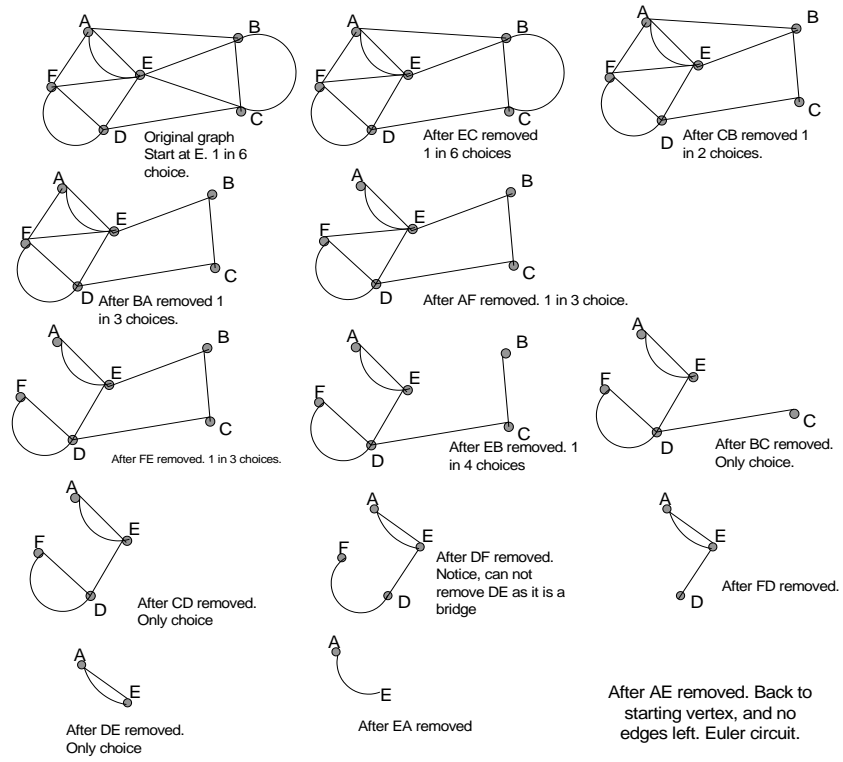 A
B
E
F
C
D
Original graph
Start at E. 1 in 6
choice.
A
B
E
F
C
D
After EC removed
1 in 6 choices
A
B
E
F
C
D
After CB removed 1
in 2 choices.
A
B
E
F
C
D
After BA removed 1
in 3 choices.
A
B
E
F
C
D
After AF removed. 1 in 3 choice.
A
B
E
F
C
D
After FE removed. 1 in 3 choices.
A
B
E
F
C
D
After EB removed. 1
in 4 choices
A
E
F
C
D
After BC removed.
Only choice.
A
E
F
D
After CD removed.
Only choice
A
E
F
D
After DF removed.
Notice, can not
remove DE as it is a
bridge
A
E
D
After FD removed.
A
E
After DE removed.
Only choice
A
E
After EA removed
After AE removed. Back to
starting vertex, and no
edges left. Euler circuit.